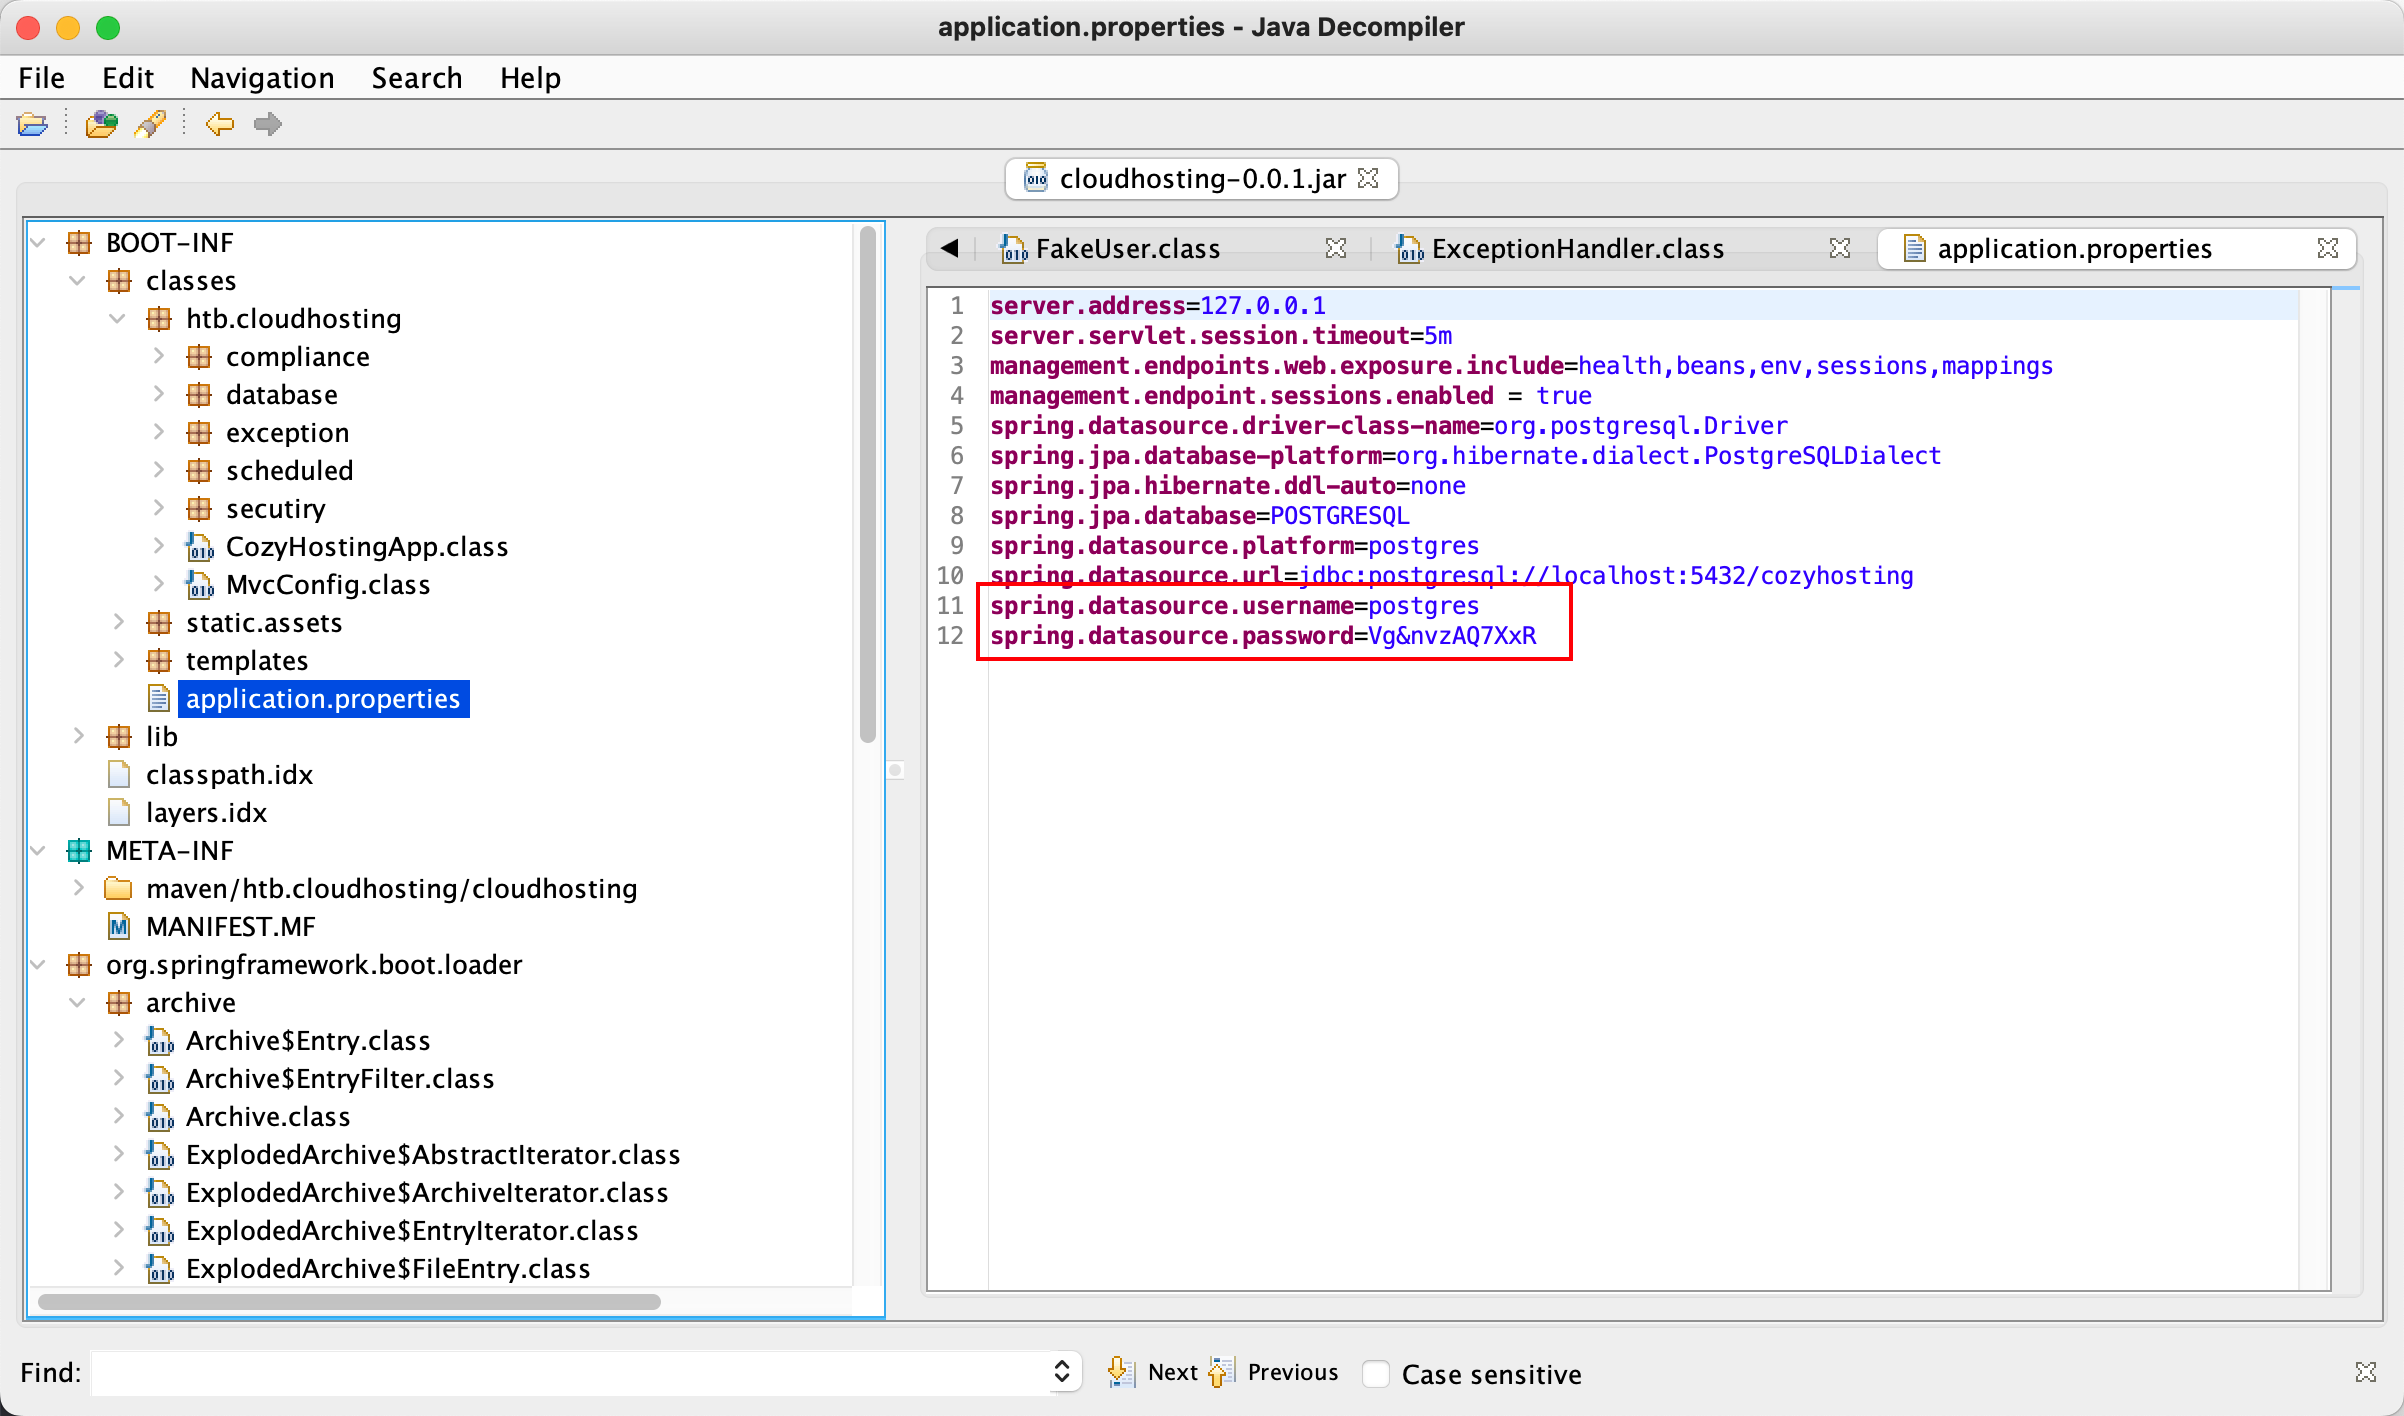 application.properties - Java Decompiler
File Edit Navigation Search Help
cloudhosting-0.0.1.jar
BOOT-INF
classes
htb.cloudhosting
compliance
database
exception
scheduled
secutiry
CozyHostingApp.class
MvcConfig.class
static.assets
templates
application.properties
lib
classpath.idx
layers.idx
META-INF
maven/htb.cloudhosting/cloudhosting
MANIFEST.MF
org.springframework.boot.loader
archive
Archive$Entry.class
Archive$EntryFilter.class
Archive.class
ExplodedArchive$AbstractIterator.class
ExplodedArchive$ArchiveIterator.class
ExplodedArchive$EntryIterator.class
ExplodedArchive$FileEntry.class
FakeUser.class ExceptionHandler.class application.properties
1 server.address=127.0.0.1
2 server.servlet.session.timeout=5m
3 management.endpoints.web.exposure.include=health,beans,env,sessions,mappings
4 management.endpoint.sessions.enabled = true
5 spring.datasource.driver-class-name=org.postgresql.Driver
6 spring.jpa.database-platform=org.hibernate.dialect.PostgreSQLDialect
7 spring.jpa.hibernate.ddl-auto=none
8 spring.jpa.database=POSTGRESQL
9 spring.datasource.platform=postgres
10 spring.datasource.url=jdbc:postgresql://localhost:5432/cozyhosting
11 spring.datasource.username=postgres
12 spring.datasource.password=Vg&nvzAQ7XxR
Find: Next Previous Case sensitive